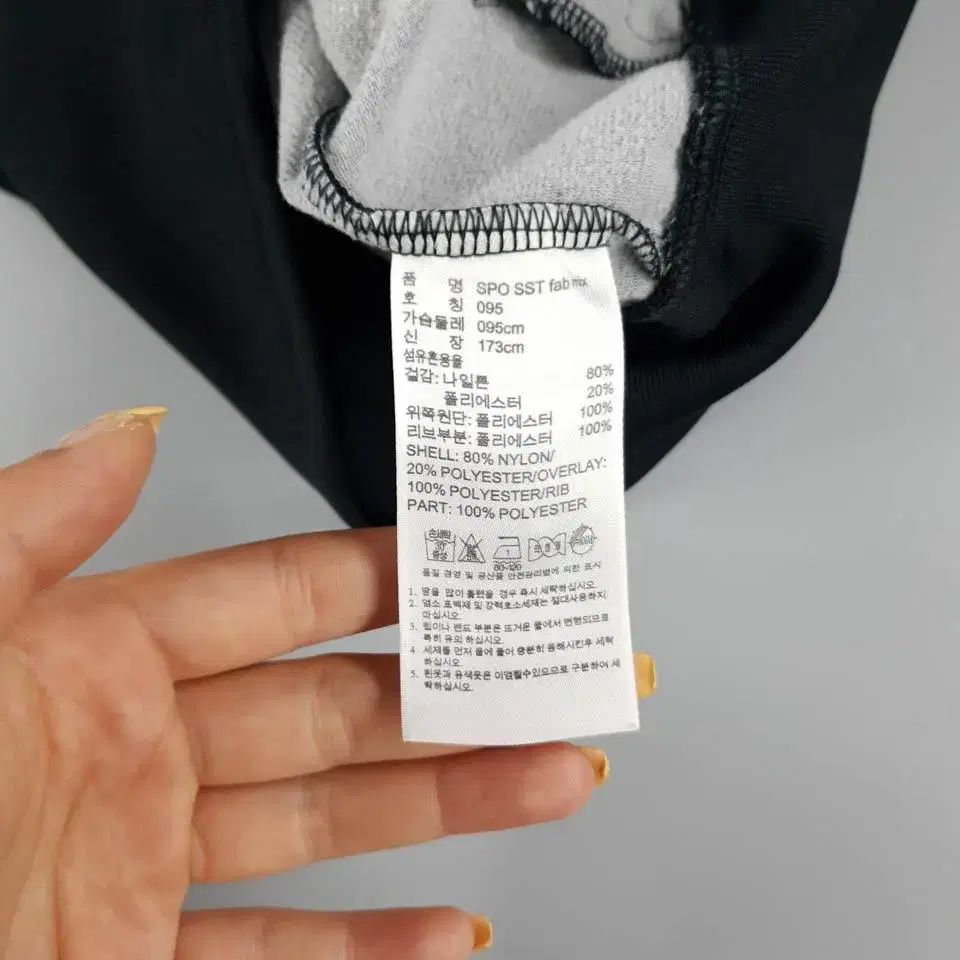 품 명 SPO SST fab mix
호 칭 095
가슴둘레 095cm
신 장 173cm
섬유혼용율
겉감: 나일론 80%
폴리에스터 20%
위쪽원단: 폴리에스터 100%
리브부분: 폴리에스터 100%
SHELL: 80% NYLON/
20% POLYESTER/OVERLAY:
100% POLYESTER/RIB
PART: 100% POLYESTER
손세탁
30
중성
80-120
품질 경영 및 공산품 안전관리법에 의한 표시
1. 땀을 많이 흘렸을 경우 즉시 세탁하십시오.
2. 염소 표백제 및 강력효소세제는 절대사용하지
마십시오.
3. 립이나 밴드 부분은 뜨거운 물에서 변형되므로
특히 유의 하십시오.
4. 세제를 먼저 물에 풀어 충분히 용해시킨후 세탁
하십시오.
5. 흰옷과 유색옷은 이염될수있으므로 구분하여 세
탁하십시오.